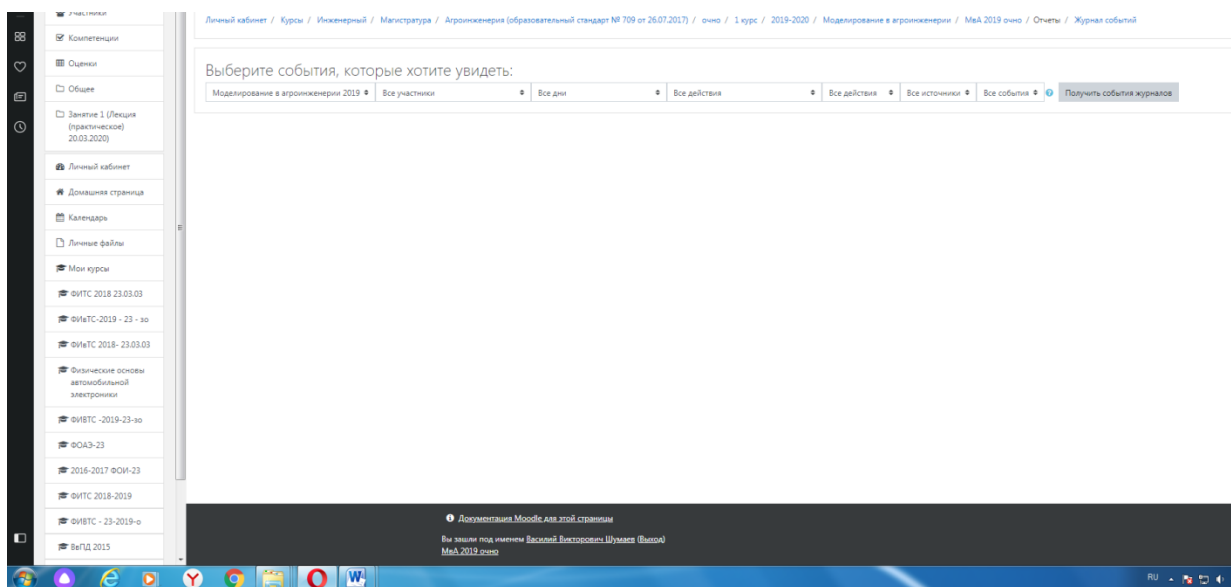 Участники
Личный кабинет / Курсы / Инженерный / Магистратура / Агроинженерия (образовательный стандарт № 709 от 26.07.2017) / очно / 1 курс / 2019-2020 / Моделирование в агроинженерии / МвА 2019 очно / Отчеты / Журнал событий
Компетенции
Оценки
Общее
Занятие 1 (Лекция
(практическое)
20.03.2020)
Личный кабинет
Домашняя страница
Календарь
Личные файлы
Мои курсы
ФИТС 2018 23.03.03
ФИвТС-2019 - 23 - зо
ФИвТС 2018- 23.03.03
Физические основы
автомобильной
электроники
ФИВТС -2019-23-зо
ФОАЭ-23
2016-2017 ФОИ-23
ФИТС 2018-2019
ФИВТС - 23-2019-о
ВвПД 2015
Выберите события, которые хотите увидеть:
Моделирование в агроинженерии 2019 Все участники Все дни Все действия Все действия Все источники Все события Получить события журналов
Документация Moodle для этой страницы
Вы зашли под именем Василий Викторович Шумаев (Выход)
МвА 2019 очно
RU